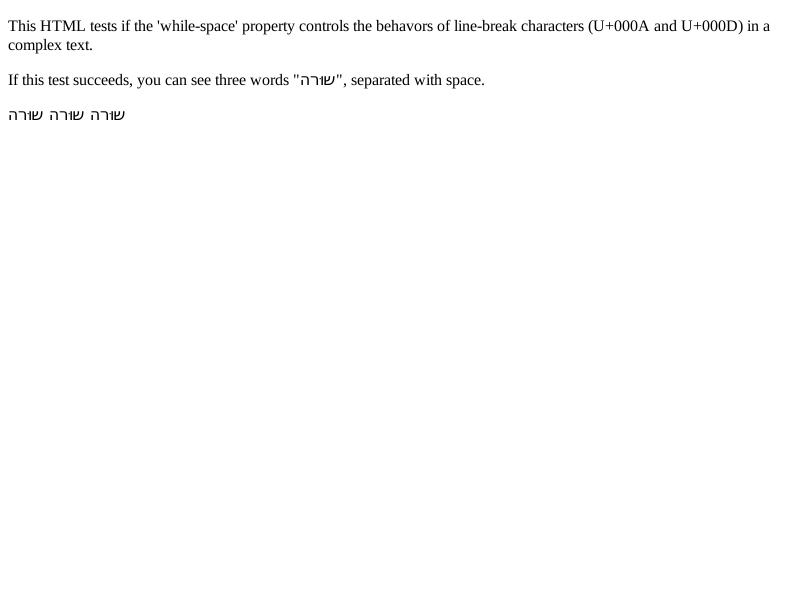 This HTML tests if the 'while-space' property controls the behavors of line-break characters (U+000A and U+000D) in a
complex text.
If this test succeeds, you can see three words "שורה", separated with space.
שורה שורה שורה